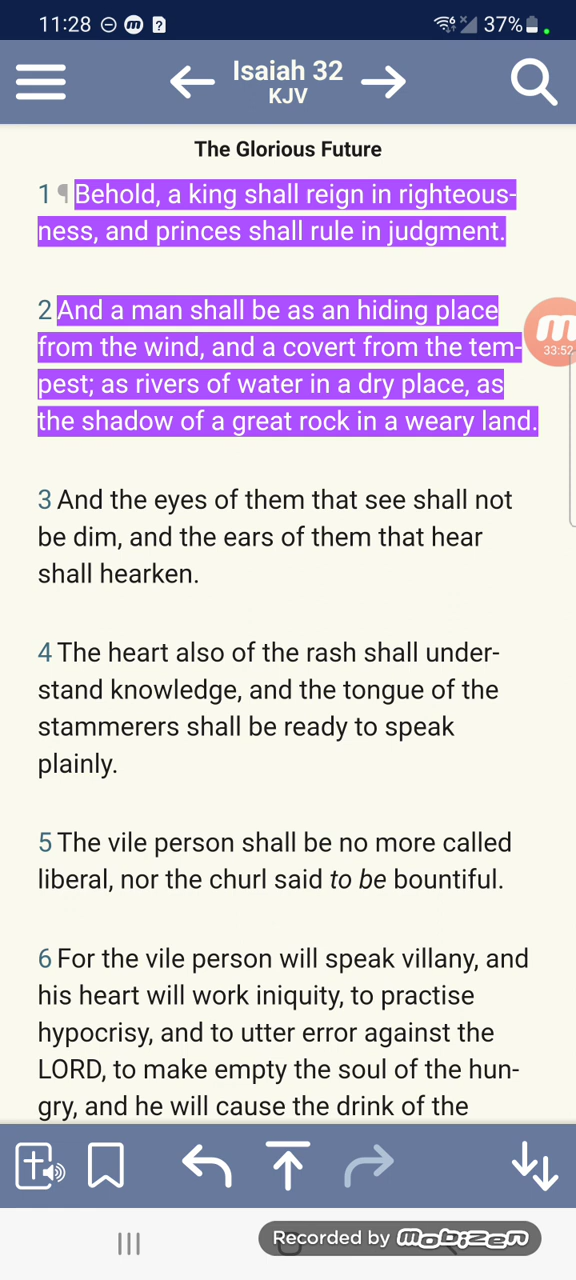 11:28 37%
Isaiah 32
KJV
The Glorious Future
1 ¶ Behold, a king shall reign in righteous-
ness, and princes shall rule in judgment.
2 And a man shall be as an hiding place
from the wind, and a covert from the tem-
33:52
pest; as rivers of water in a dry place, as
the shadow of a great rock in a weary land.
3 And the eyes of them that see shall not
be dim, and the ears of them that hear
shall hearken.
4 The heart also of the rash shall under-
stand knowledge, and the tongue of the
stammerers shall be ready to speak
plainly.
5 The vile person shall be no more called
liberal, nor the churl said to be bountiful.
6 For the vile person will speak villany, and
his heart will work iniquity, to practise
hypocrisy, and to utter error against the
LORD, to make empty the soul of the hun-
gry, and he will cause the drink of the
Recorded by mobizen